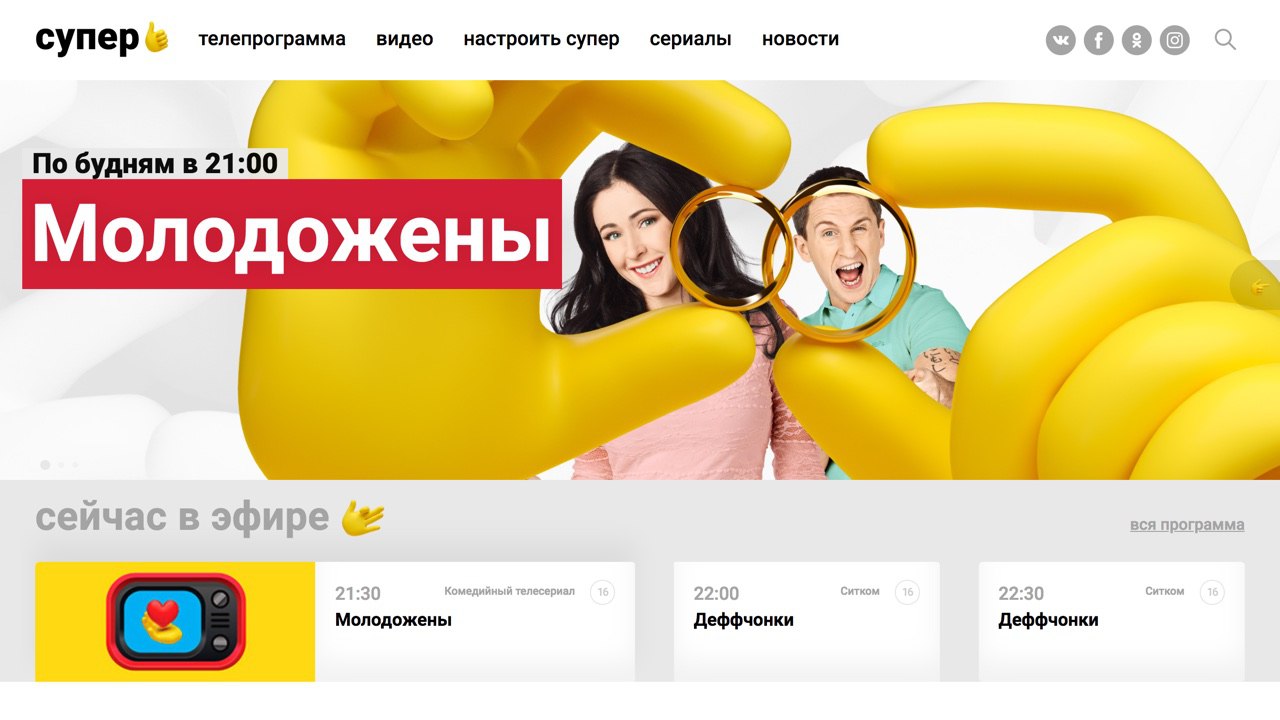 супер
телепрограмма видео настроить супер сериалы новости
По будням в 21:00
Молодожены
сейчас в эфире
вся программа
21:30 Комедийный телесериал 16
Молодожены
22:00 Ситком 16
Деффчонки
22:30 Ситком 16
Деффчонки